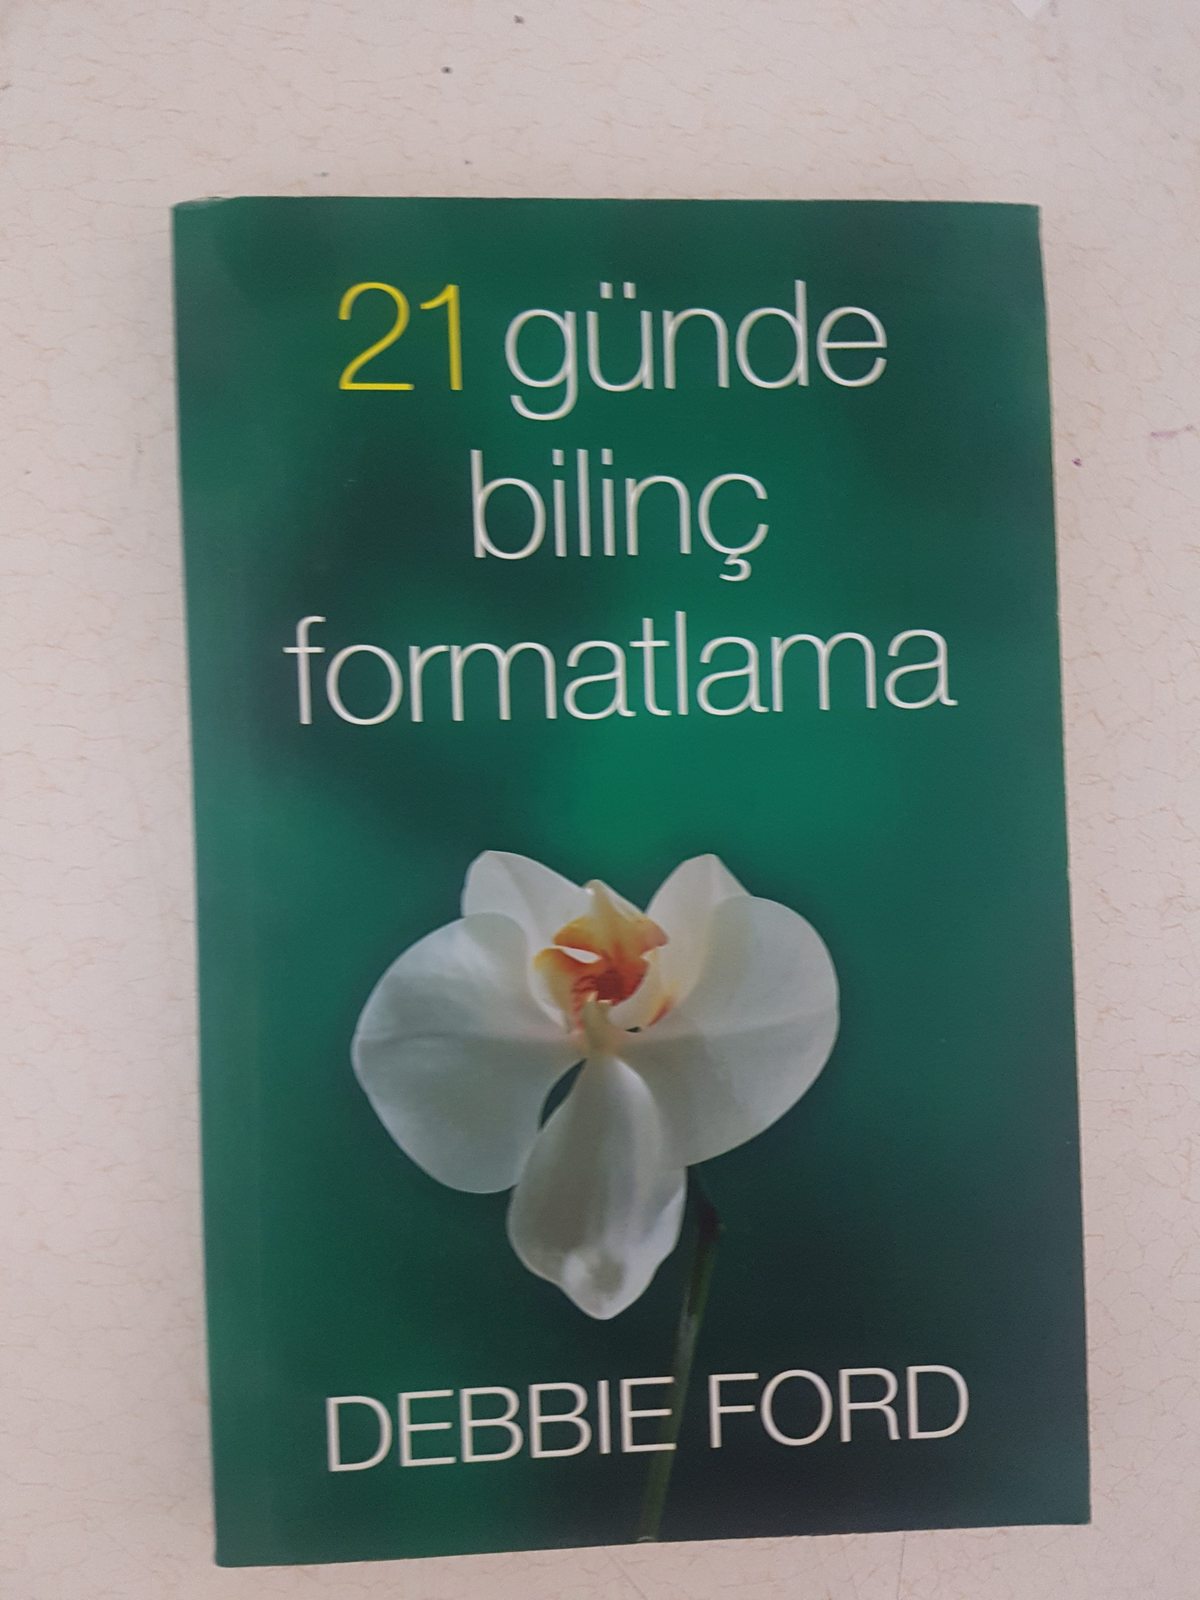 21 günde
bilinç
formatlama
DEBBIE FORD